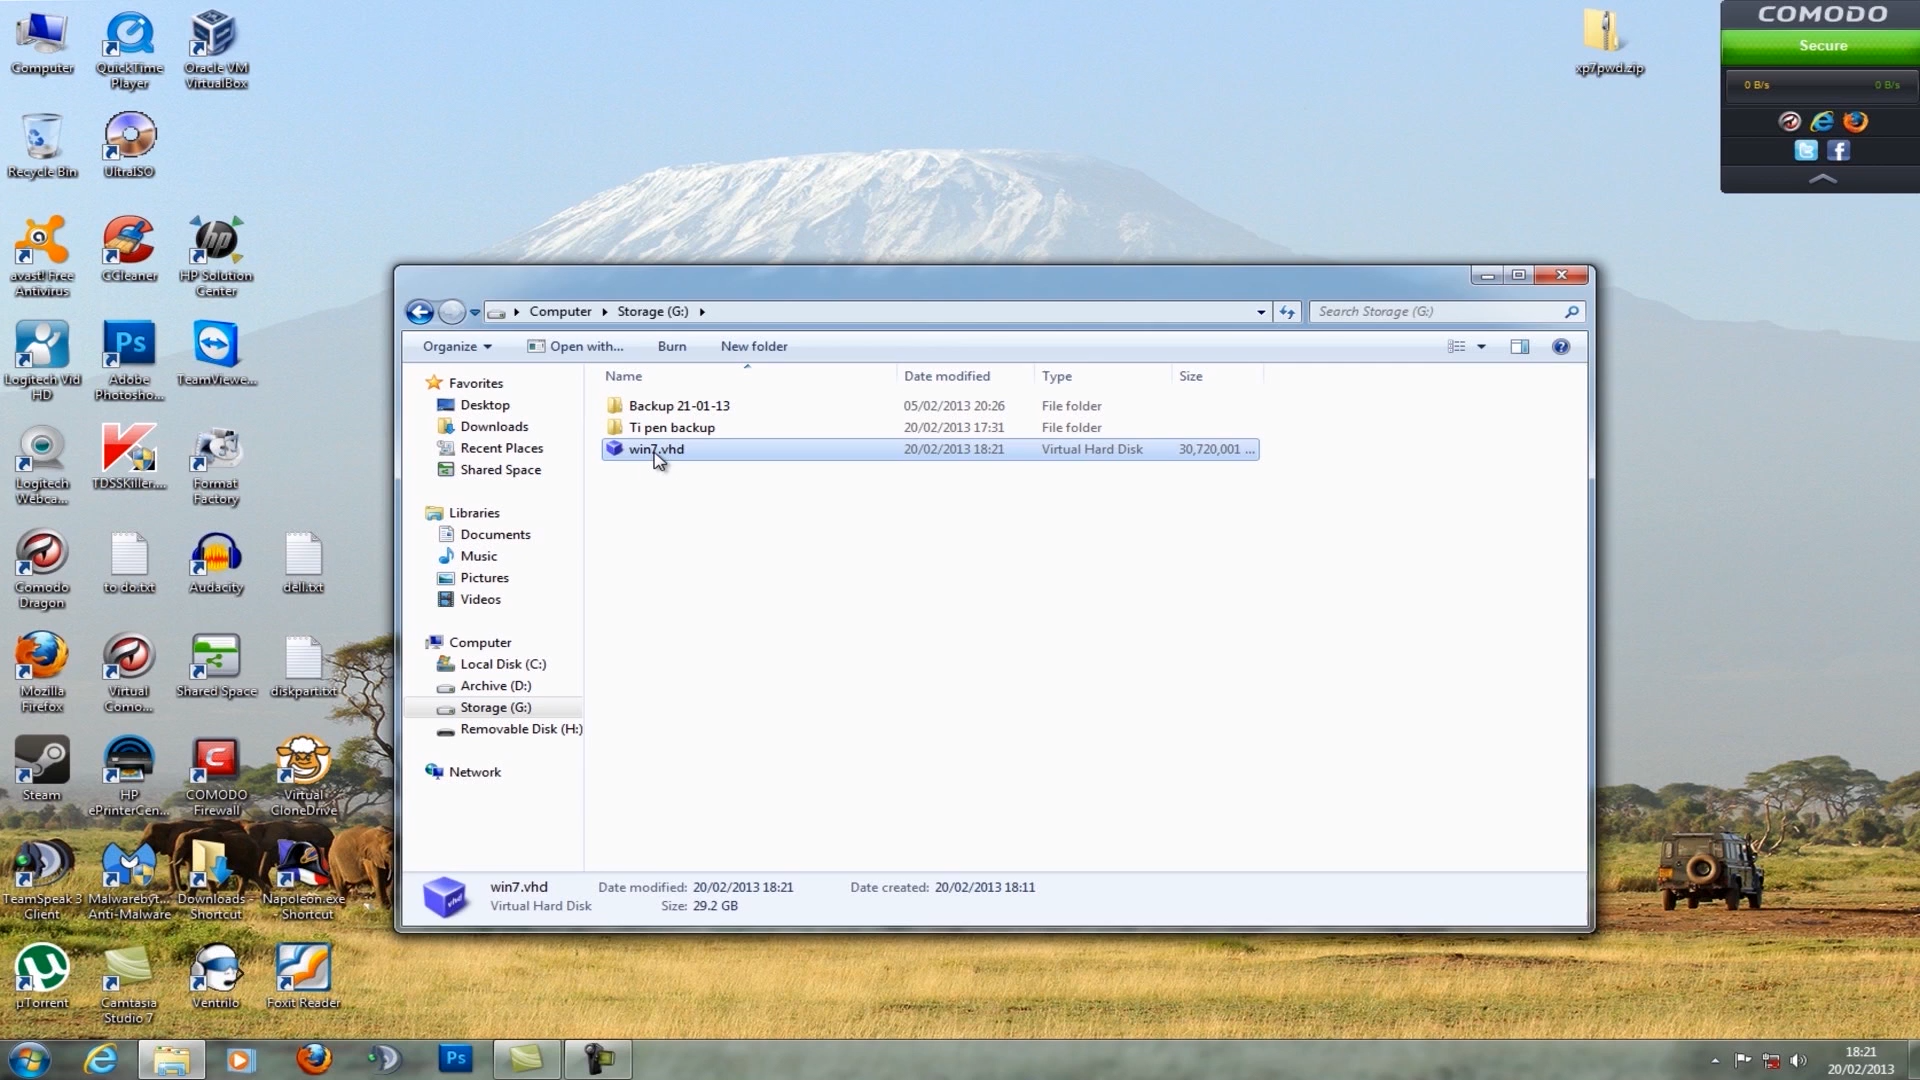 Computer
QuickTime
Player
Oracle VM
VirtualBox
xp7pwd.zip
COMODO
Secure
0 B/s
0 B/s
Recycle Bin
UltraISO
avast! Free
Antivirus
CCleaner
hp
HP Solution
Center
Logitech Vid
HD
Ps
Adobe
Photosho...
TeamViewe...
Logitech
Webca...
TDSSKiller....
Format
Factory
Comodo
Dragon
to do.txt
Audacity
dell.txt
Mozilla
Firefox
Virtual
Como...
Shared Space
diskpart.txt
Steam
HP
ePrinterCen...
COMODO
Firewall
Virtual
CloneDrive
TeamSpeak 3
Client
Malwarebyt...
Anti-Malware
Downloads -
Shortcut
Napoleon.exe
- Shortcut
µTorrent
Camtasia
Studio 7
Ventrilo
Foxit Reader
Computer
Storage (G:)
Search Storage (G:)
Organize
Open with...
Burn
New folder
Favorites
Desktop
Downloads
Recent Places
Shared Space
Libraries
Documents
Music
Pictures
Videos
Computer
Local Disk (C:)
Archive (D:)
Storage (G:)
Removable Disk (H:)
Network
Name Date modified Type Size
Backup 21-01-13 05/02/2013 20:26 File folder
Ti pen backup 20/02/2013 17:31 File folder
win7.vhd 20/02/2013 18:21 Virtual Hard Disk 30,720,001 ...
vhd
win7.vhd Date modified: 20/02/2013 18:21 Date created: 20/02/2013 18:11
Virtual Hard Disk Size: 29.2 GB
Ps
18:21
20/02/2013